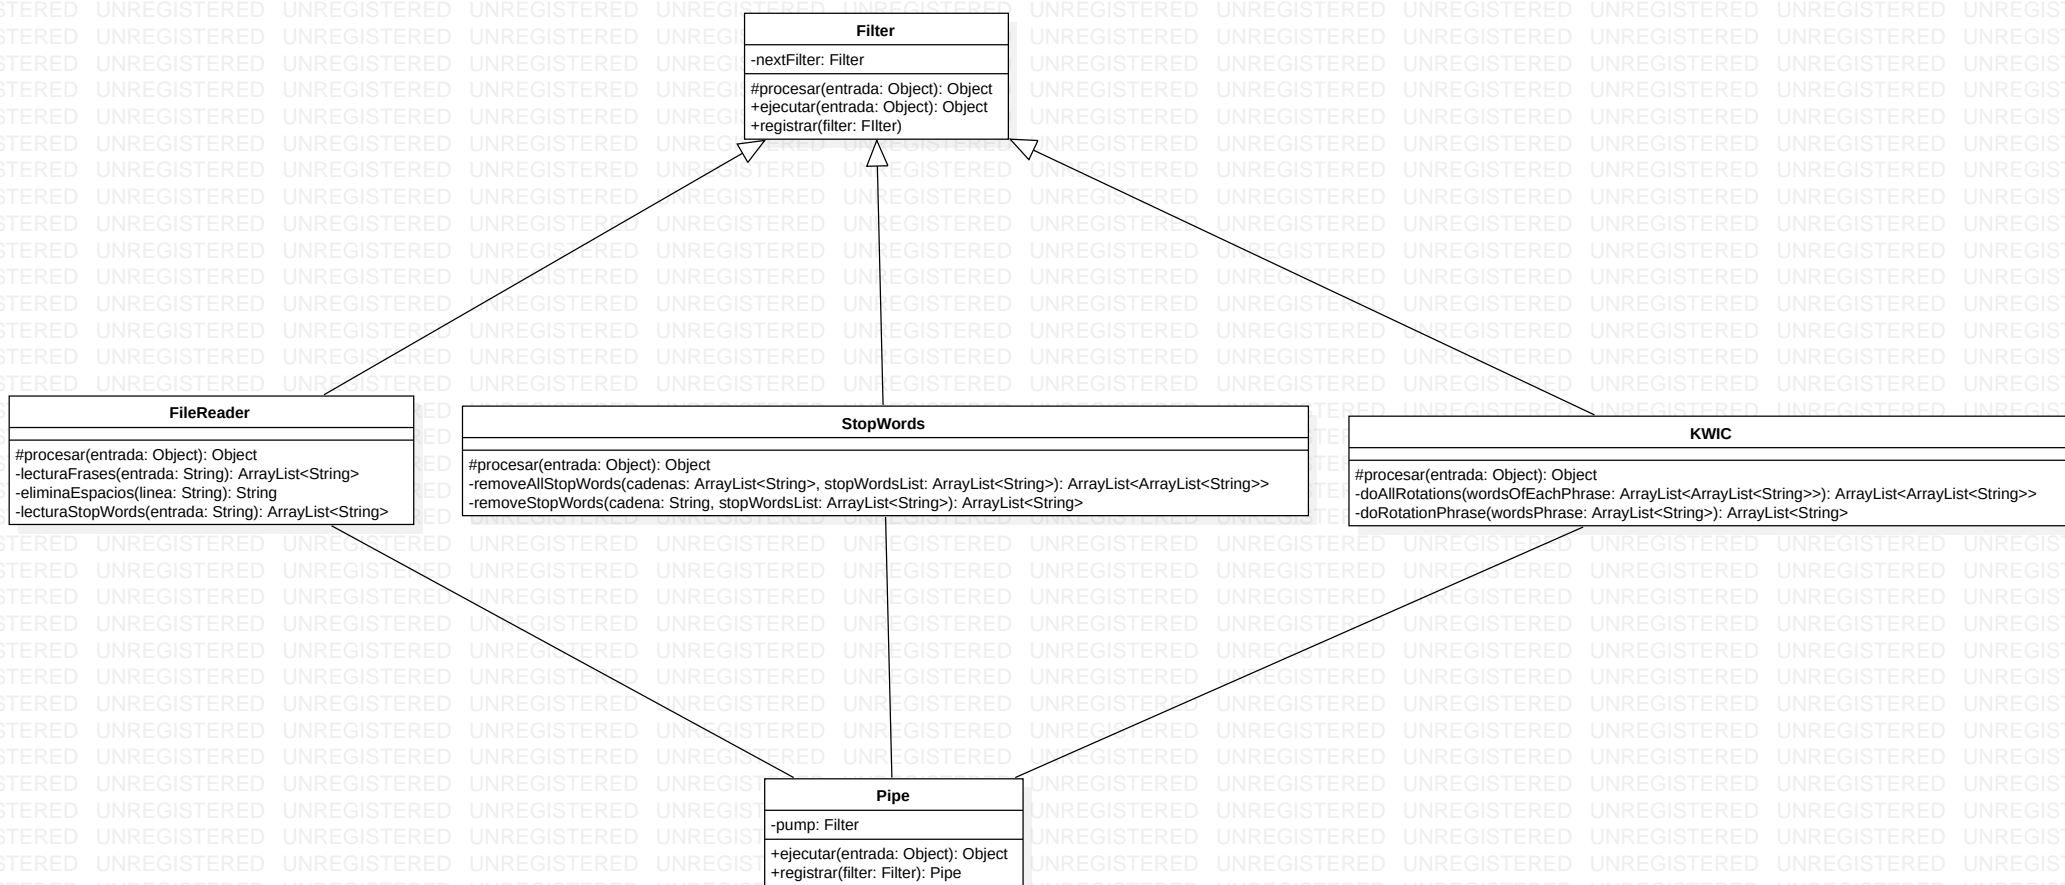 Filter
-nextFilter: Filter
#procesar(entrada: Object): Object
+ejecutar(entrada: Object): Object
+registrar(filter: FIlter)
FileReader
#procesar(entrada: Object): Object
-lecturaFrases(entrada: String): ArrayList<String>
-eliminaEspacios(linea: String): String
-lecturaStopWords(entrada: String): ArrayList<String>
StopWords
#procesar(entrada: Object): Object
-removeAllStopWords(cadenas: ArrayList<String>, stopWordsList: ArrayList<String>): ArrayList<ArrayList<String>>
-removeStopWords(cadena: String, stopWordsList: ArrayList<String>): ArrayList<String>
KWIC
#procesar(entrada: Object): Object
-doAllRotations(wordsOfEachPhrase: ArrayList<ArrayList<String>>): ArrayList<ArrayList<String>>
-doRotationPhrase(wordsPhrase: ArrayList<String>): ArrayList<String>
Pipe
-pump: Filter
+ejecutar(entrada: Object): Object
+registrar(filter: Filter): Pipe
UNREGISTERED